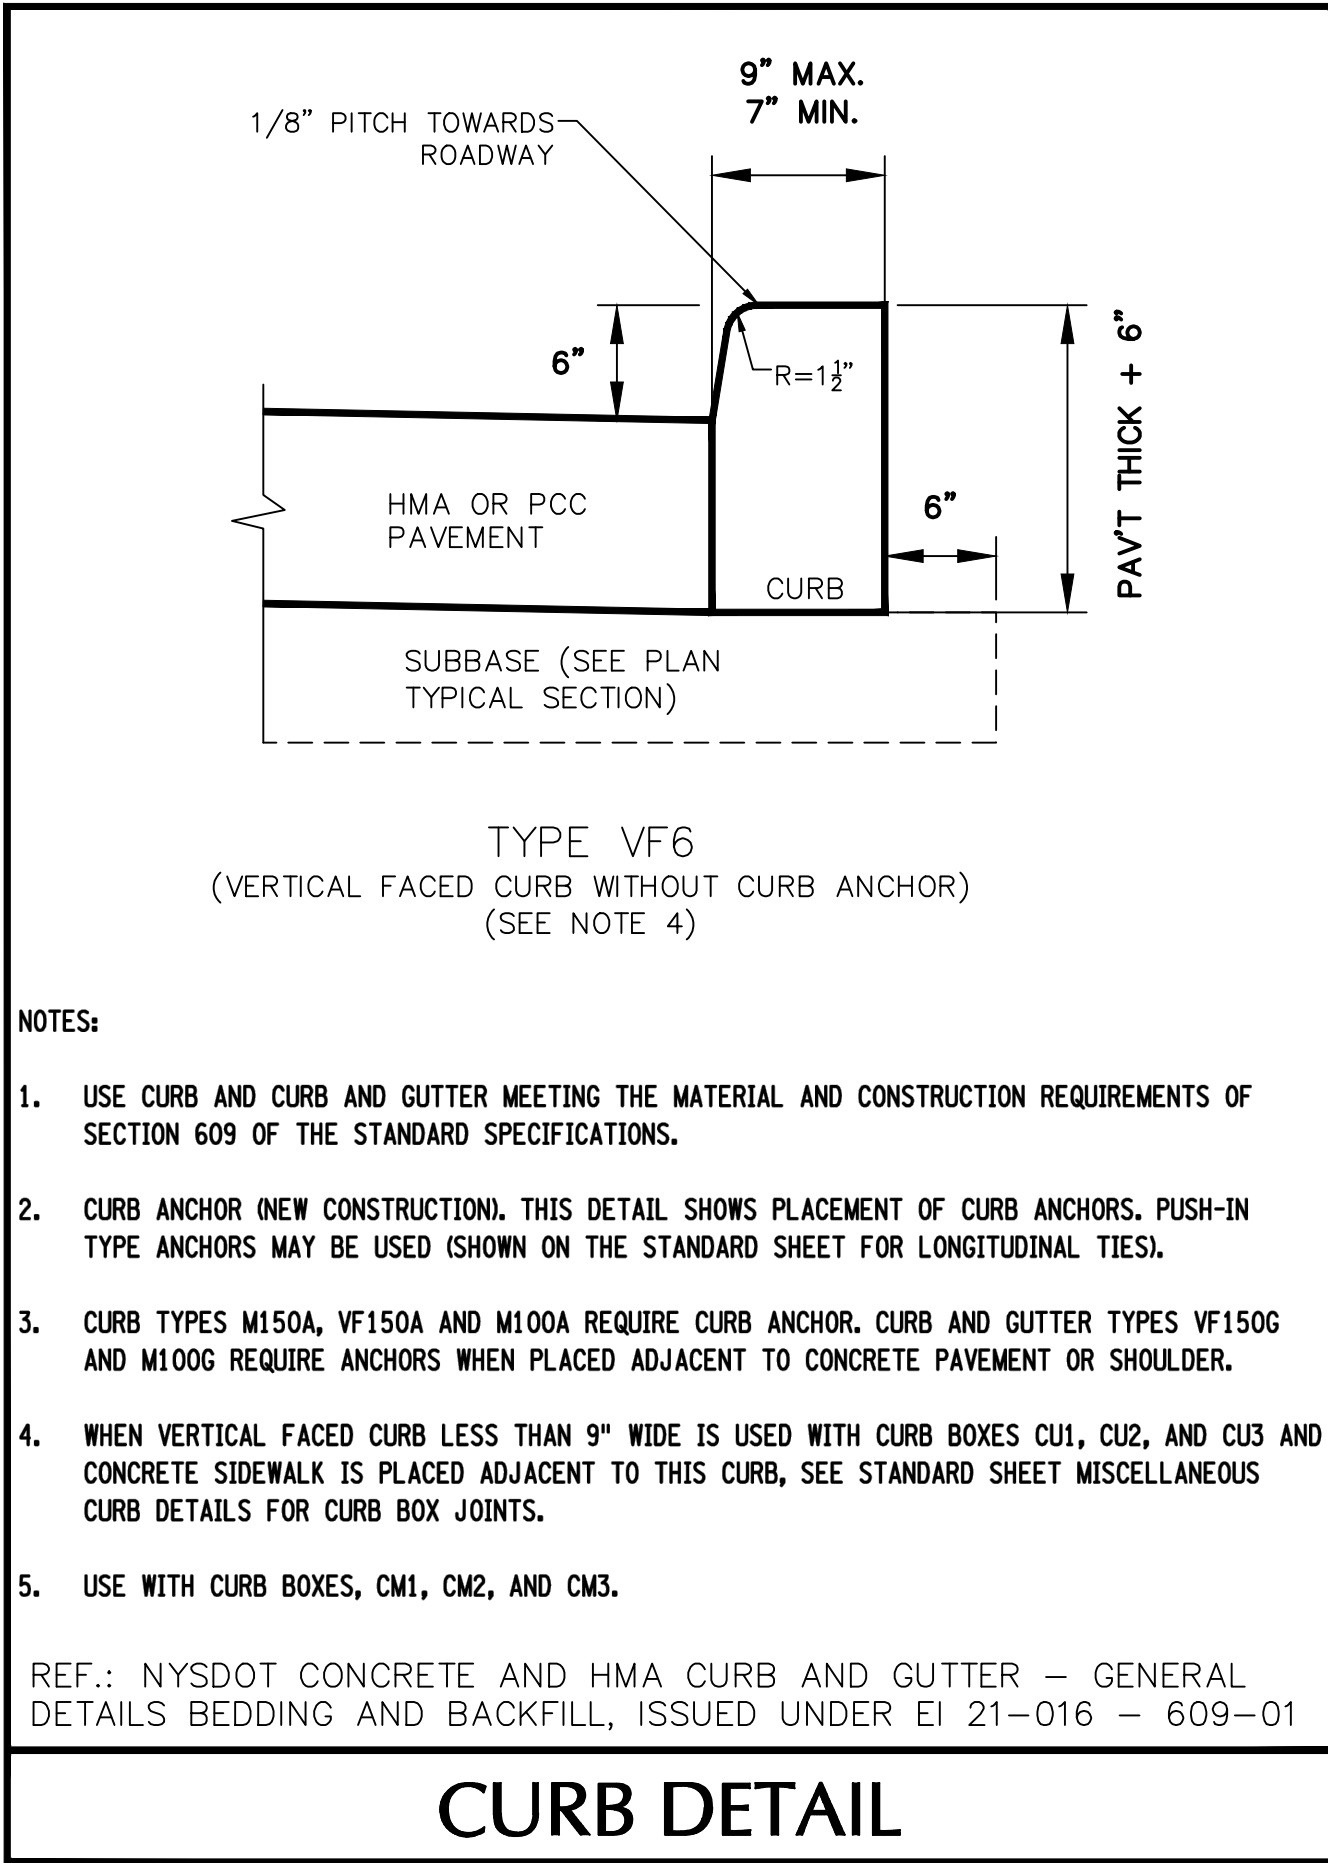 9” MAX.
7” MIN.
1/8” PITCH TOWARDS
ROADWAY
6”
R=1½”
PAV'T THICK + 6”
6”
HMA OR PCC
PAVEMENT
CURB
SUBBASE (SEE PLAN
TYPICAL SECTION)
TYPE VF6
(VERTICAL FACED CURB WITHOUT CURB ANCHOR)
(SEE NOTE 4)
NOTES:
1. USE CURB AND CURB AND GUTTER MEETING THE MATERIAL AND CONSTRUCTION REQUIREMENTS OF
SECTION 609 OF THE STANDARD SPECIFICATIONS.
2. CURB ANCHOR (NEW CONSTRUCTION). THIS DETAIL SHOWS PLACEMENT OF CURB ANCHORS. PUSH-IN
TYPE ANCHORS MAY BE USED (SHOWN ON THE STANDARD SHEET FOR LONGITUDINAL TIES).
3. CURB TYPES M150A, VF150A AND M100A REQUIRE CURB ANCHOR. CURB AND GUTTER TYPES VF150G
AND M100G REQUIRE ANCHORS WHEN PLACED ADJACENT TO CONCRETE PAVEMENT OR SHOULDER.
4. WHEN VERTICAL FACED CURB LESS THAN 9" WIDE IS USED WITH CURB BOXES CU1, CU2, AND CU3 AND
CONCRETE SIDEWALK IS PLACED ADJACENT TO THIS CURB, SEE STANDARD SHEET MISCELLANEOUS
CURB DETAILS FOR CURB BOX JOINTS.
5. USE WITH CURB BOXES, CM1, CM2, AND CM3.
REF.: NYSDOT CONCRETE AND HMA CURB AND GUTTER – GENERAL
DETAILS BEDDING AND BACKFILL, ISSUED UNDER EI 21–016 – 609–01
CURB DETAIL